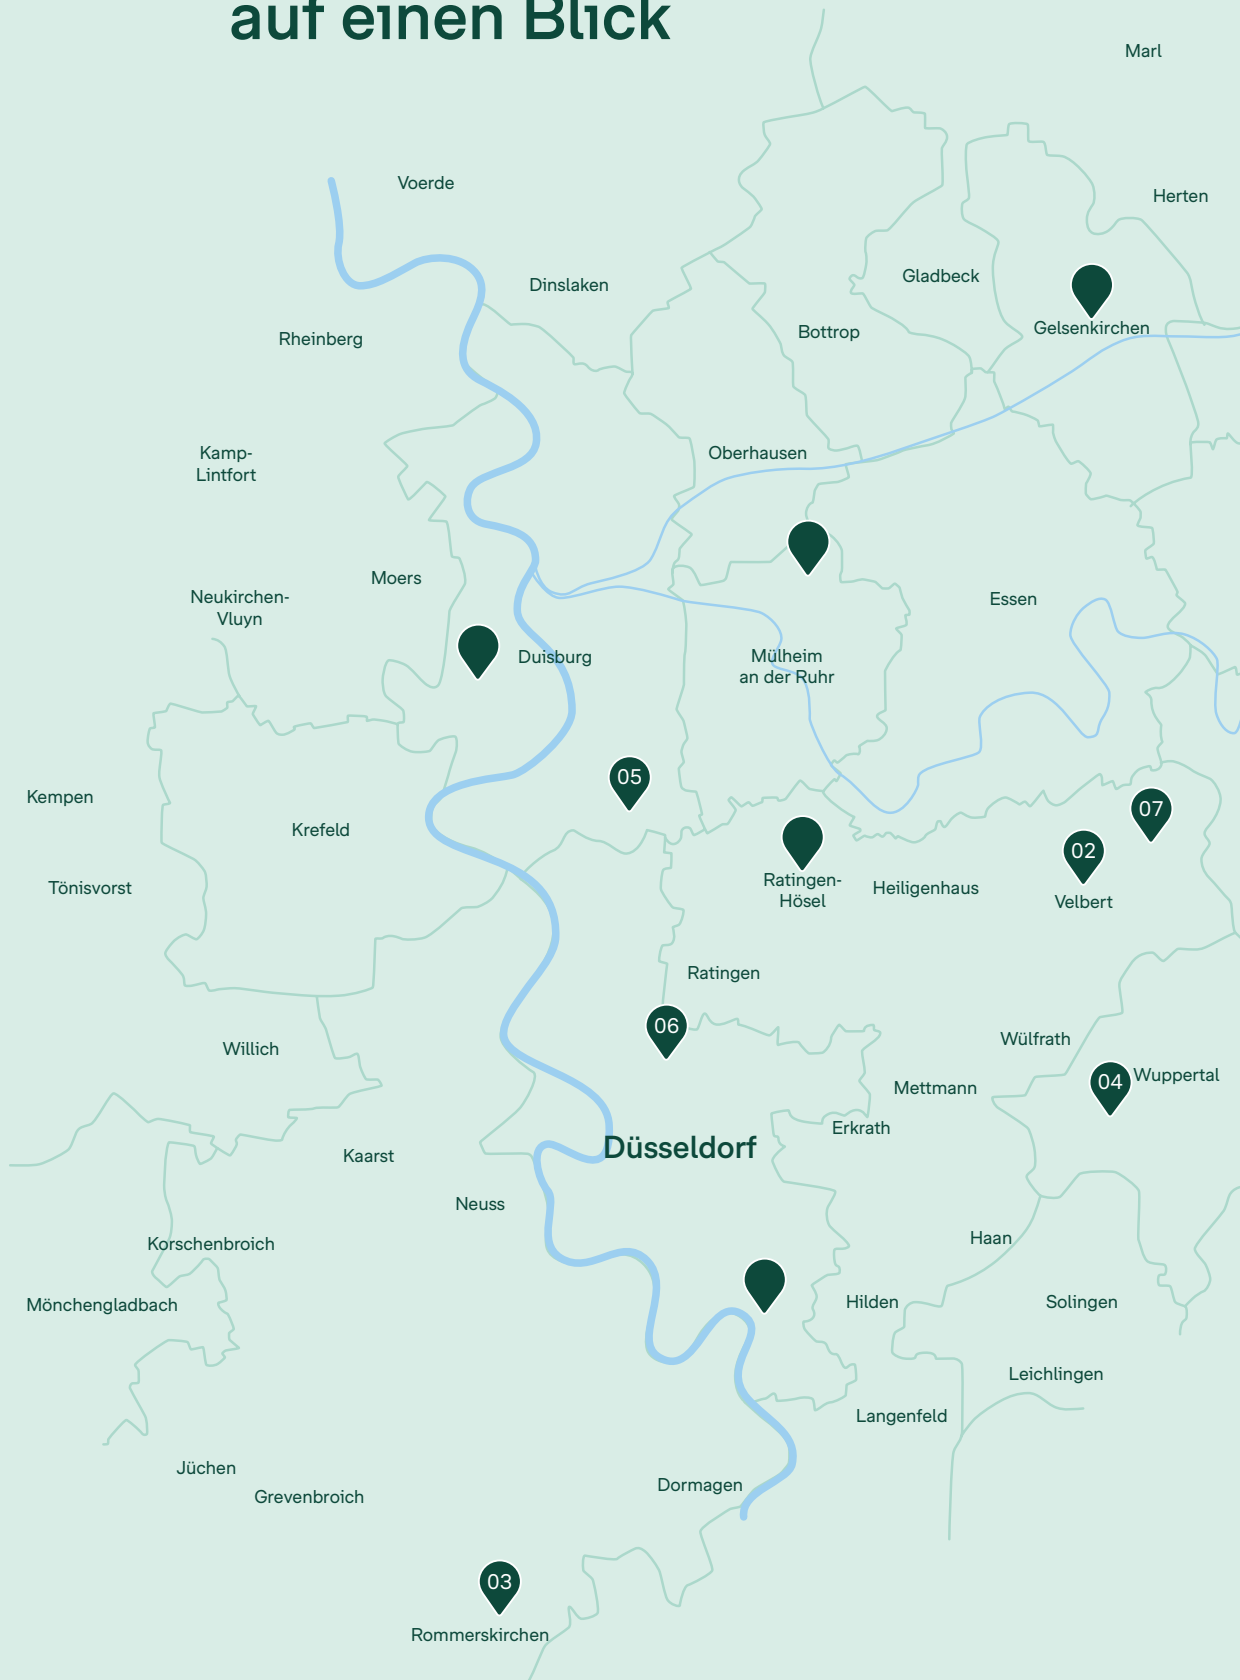 auf einen Blick
Marl
Voerde
Herten
Gladbeck
Dinslaken
Gelsenkirchen
Bottrop
Rheinberg
Oberhausen
Kamp-
Lintfort
Moers
Neukirchen-
Vluyn
Essen
Duisburg
Mülheim
an der Ruhr
05
Kempen
07
Krefeld
02
Ratingen-
Hösel
Tönisvorst
Heiligenhaus
Velbert
Ratingen
06
Wülfrath
Willich
04
Wuppertal
Mettmann
Erkrath
Düsseldorf
Kaarst
Neuss
Haan
Korschenbroich
Mönchengladbach
Hilden
Solingen
Leichlingen
Langenfeld
Jüchen
Dormagen
Grevenbroich
03
Rommerskirchen